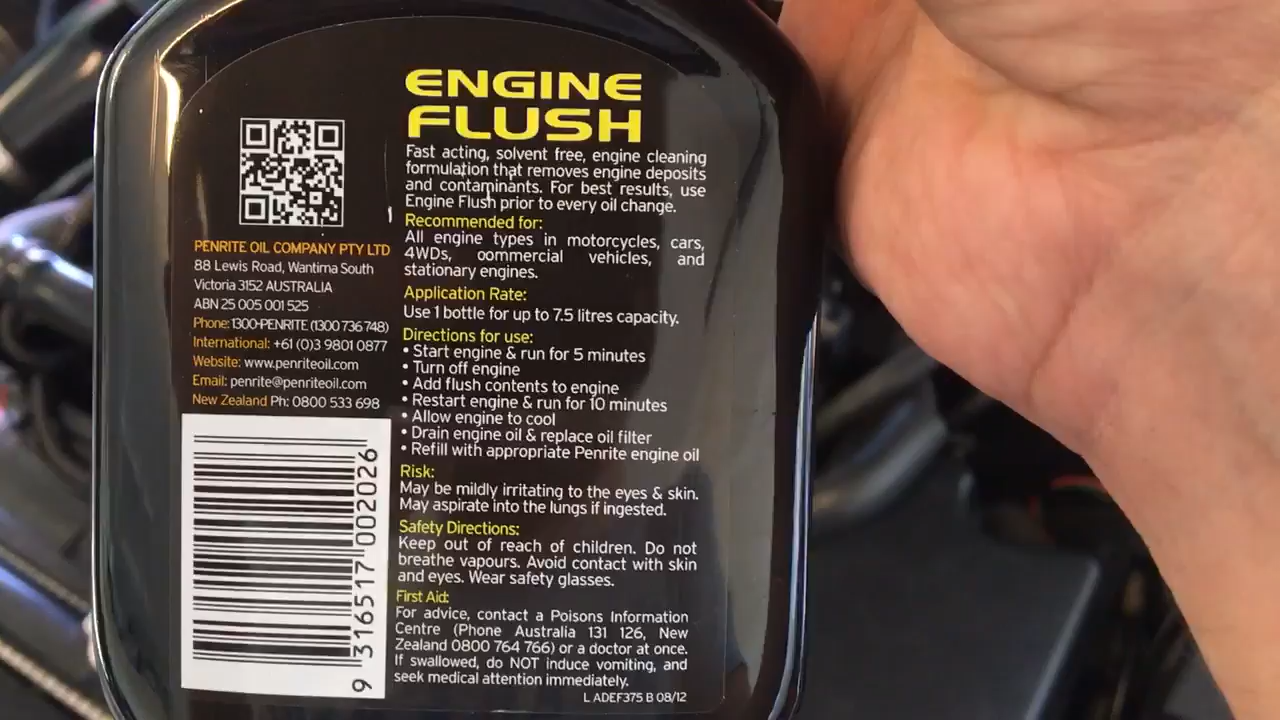 ENGINE
FLUSH
Fast acting, solvent free, engine cleaning
formulation that removes engine deposits
and contaminants. For best results, use
Engine Flush prior to every oil change.
Recommended for:
All engine types in motorcycles, cars,
4WDs, commercial vehicles, and
stationary engines.
Application Rate:
Use 1 bottle for up to 7.5 litres capacity.
Directions for use:
• Start engine & run for 5 minutes
• Turn off engine
• Add flush contents to engine
• Restart engine & run for 10 minutes
• Allow engine to cool
• Drain engine oil & replace oil filter
• Refill with appropriate Penrite engine oil
Risk:
May be mildly irritating to the eyes & skin.
May aspirate into the lungs if ingested.
Safety Directions:
Keep out of reach of children. Do not
breathe vapours. Avoid contact with skin
and eyes. Wear safety glasses.
First Aid:
For advice, contact a Poisons Information
Centre (Phone Australia 131 126, New
Zealand 0800 764 766) or a doctor at once.
If swallowed, do NOT induce vomiting, and
seek medical attention immediately.
L ADEF375 B 08/12
PENRITE OIL COMPANY PTY LTD
88 Lewis Road, Wantirna South
Victoria 3152 AUSTRALIA
ABN 25 005 001 525
Phone: 1300-PENRITE (1300 736 748)
International: +61 (0)3 9801 0877
Website: www.penriteoil.com
Email: penrite@penriteoil.com
New Zealand Ph: 0800 533 698
9 316517 002026